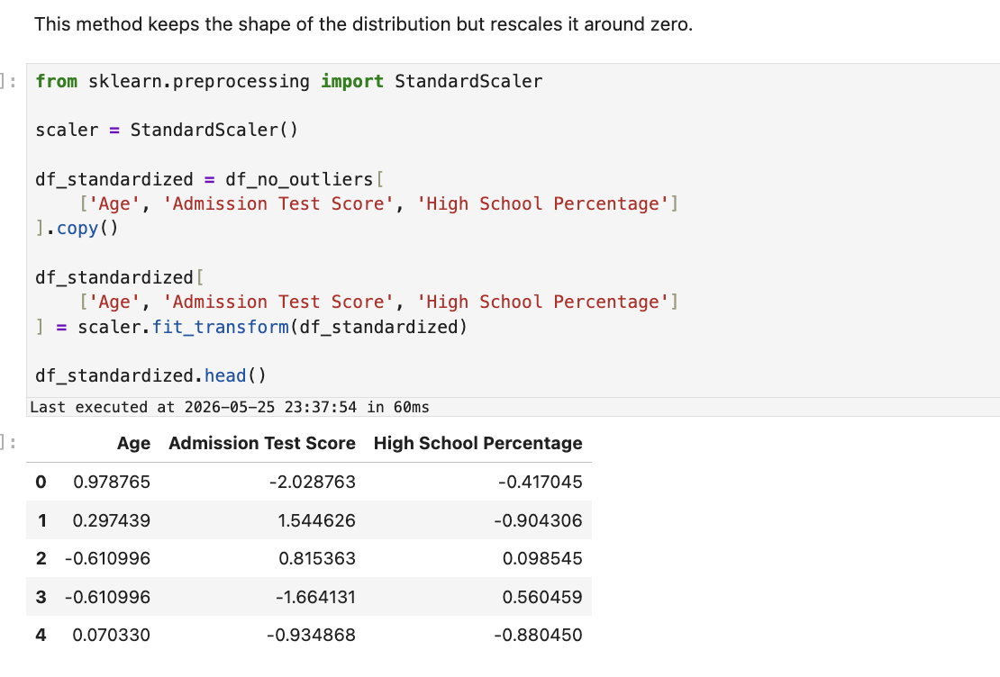 This method keeps the shape of the distribution but rescales it around zero.
]:
from sklearn.preprocessing import StandardScaler
scaler = StandardScaler()
df_standardized = df_no_outliers[
    ['Age', 'Admission Test Score', 'High School Percentage']
].copy()
df_standardized[
    ['Age', 'Admission Test Score', 'High School Percentage']
] = scaler.fit_transform(df_standardized)
df_standardized.head()
Last executed at 2026-05-25 23:37:54 in 60ms
]:
Age Admission Test Score High School Percentage
0 0.978765 -2.028763 -0.417045
1 0.297439 1.544626 -0.904306
2 -0.610996 0.815363 0.098545
3 -0.610996 -1.664131 0.560459
4 0.070330 -0.934868 -0.880450